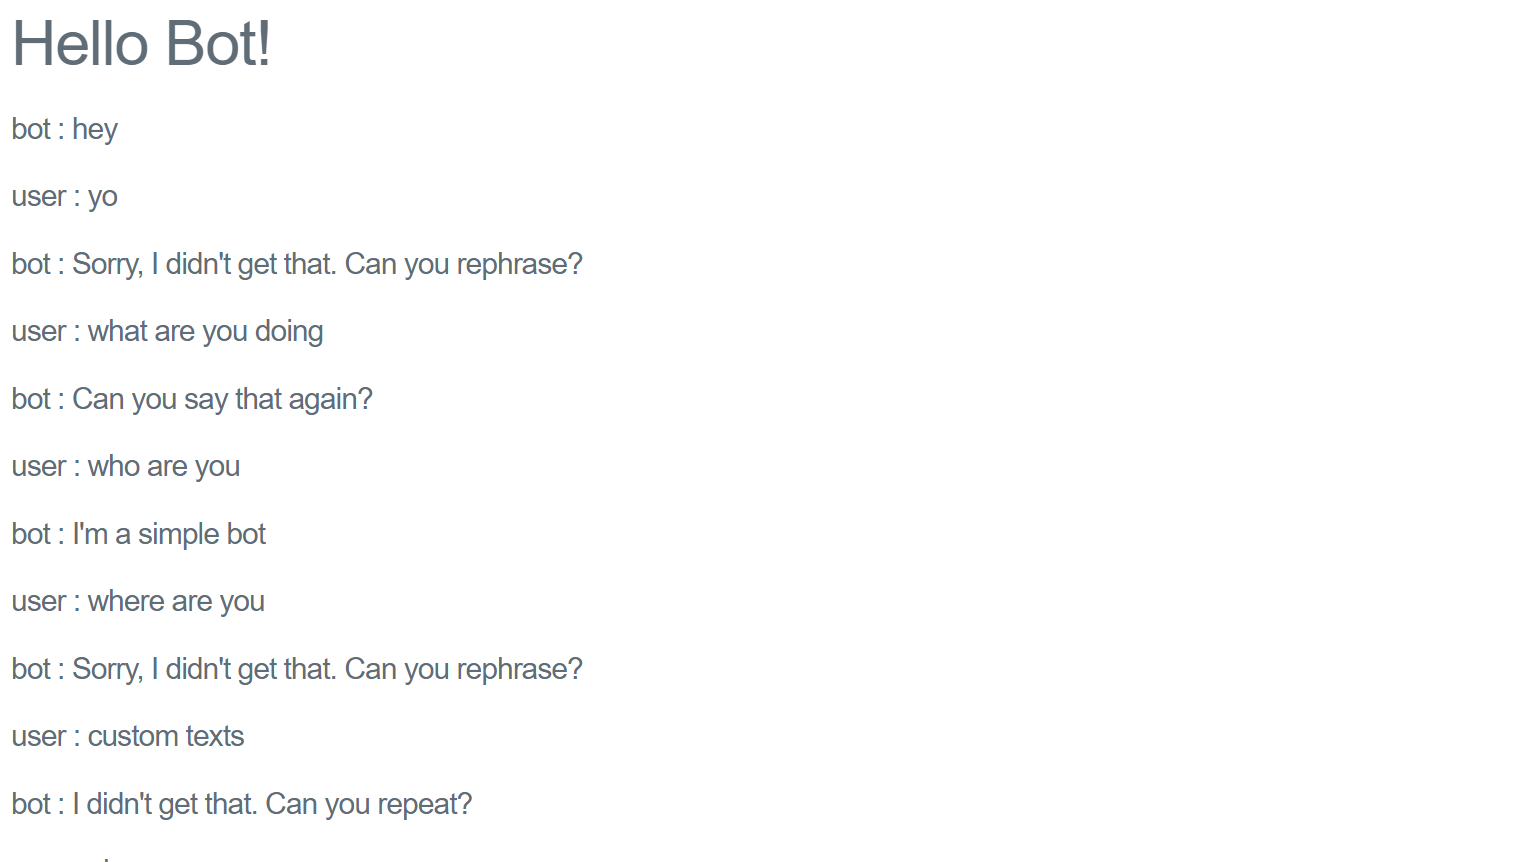 Hello Bot!
bot : hey
user : yo
bot : Sorry, I didn't get that. Can you rephrase?
user : what are you doing
bot : Can you say that again?
user : who are you
bot : I'm a simple bot
user : where are you
bot : Sorry, I didn't get that. Can you rephrase?
user : custom texts
bot : I didn't get that. Can you repeat?